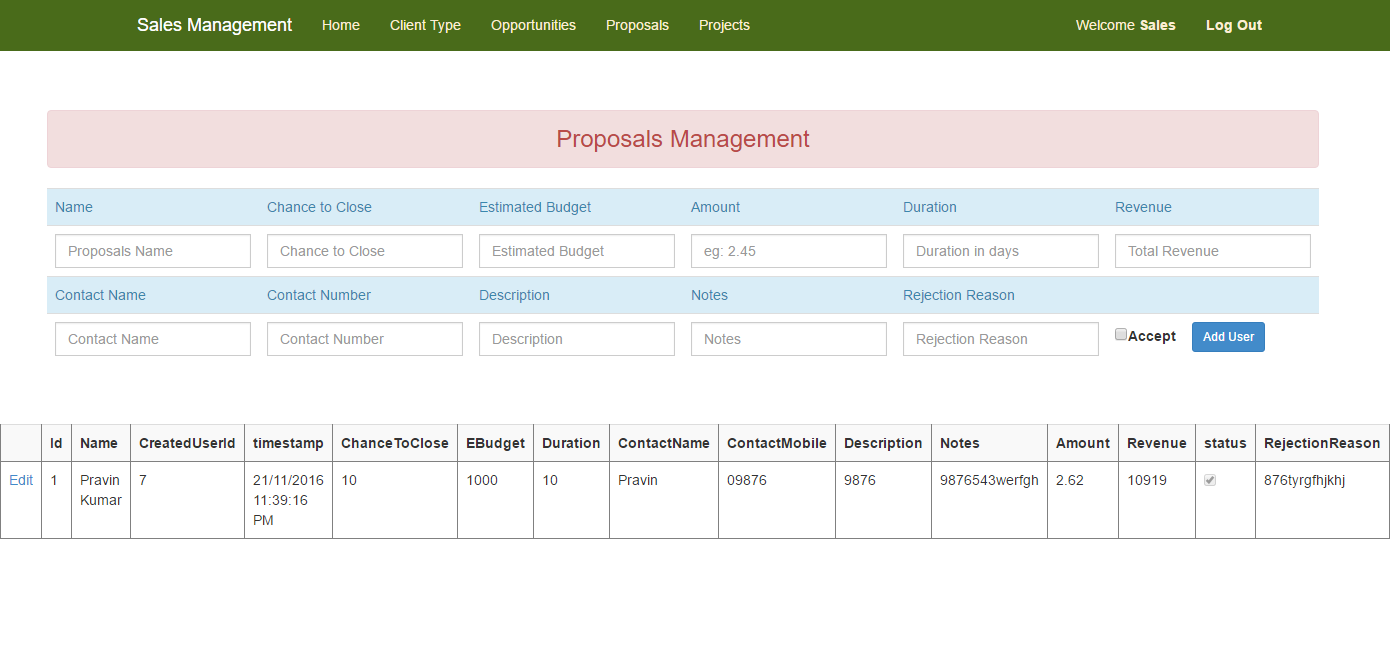 Sales Management Home Client Type Opportunities Proposals Projects Welcome Sales Log Out
Proposals Management
Name Chance to Close Estimated Budget Amount Duration Revenue
Proposals Name Chance to Close Estimated Budget eg: 2.45 Duration in days Total Revenue
Contact Name Contact Number Description Notes Rejection Reason
Contact Name Contact Number Description Notes Rejection Reason Accept Add User
Id Name CreatedUserId timestamp ChanceToClose EBudget Duration ContactName ContactMobile Description Notes Amount Revenue status RejectionReason
Edit 1 Pravin 7 21/11/2016 10 1000 10 Pravin 09876 9876 9876543werfgh 2.62 10919 876tyrgfhjkhj
Kumar 11:39:16
PM